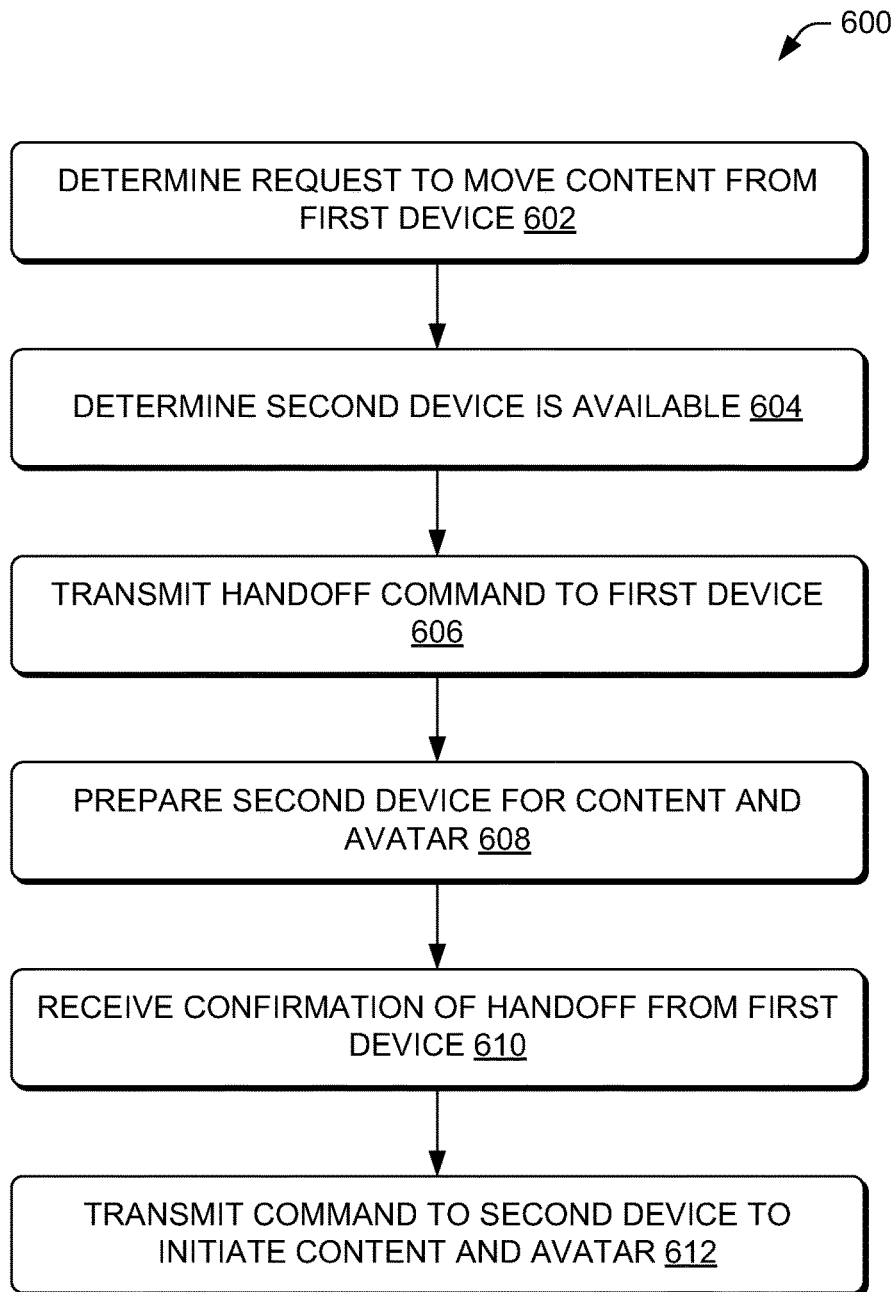 600
DETERMINE REQUEST TO MOVE CONTENT FROM
FIRST DEVICE 602
DETERMINE SECOND DEVICE IS AVAILABLE 604
TRANSMIT HANDOFF COMMAND TO FIRST DEVICE
606
PREPARE SECOND DEVICE FOR CONTENT AND
AVATAR 608
RECEIVE CONFIRMATION OF HANDOFF FROM FIRST
DEVICE 610
TRANSMIT COMMAND TO SECOND DEVICE TO
INITIATE CONTENT AND AVATAR 612